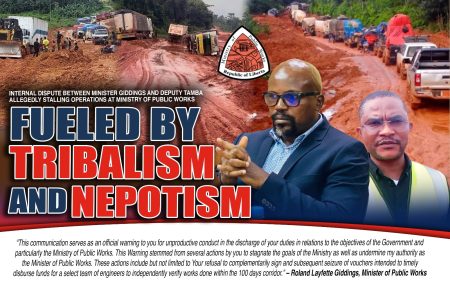 Republic of Liberia
INTERNAL DISPUTE BETWEEN MINISTER GIDDINGS AND DEPUTY TAMBA
ALLEGEDLY STALLING OPERATIONS AT MINISTRY OF PUBLIC WORKS
FUELED BY
TRIBALISM
AND NEPOTISM
"This communication serves as an official warning to you for unproductive conduct in the discharge of your duties in relations to the objectives of the Government and
particularly the Ministry of Public Works. This Warning stemmed from several actions by you to stagnate the goals of the Ministry as well as undermine my authority as
the Minister of Public Works. These actions include but not limited to Your refusal to complementarily sign and subsequent seizure of vouchers intended to timely
disburse funds for a select team of engineers to independently verify works done within the 100 days corridor." – Roland Layfette Giddings, Minister of Public Works